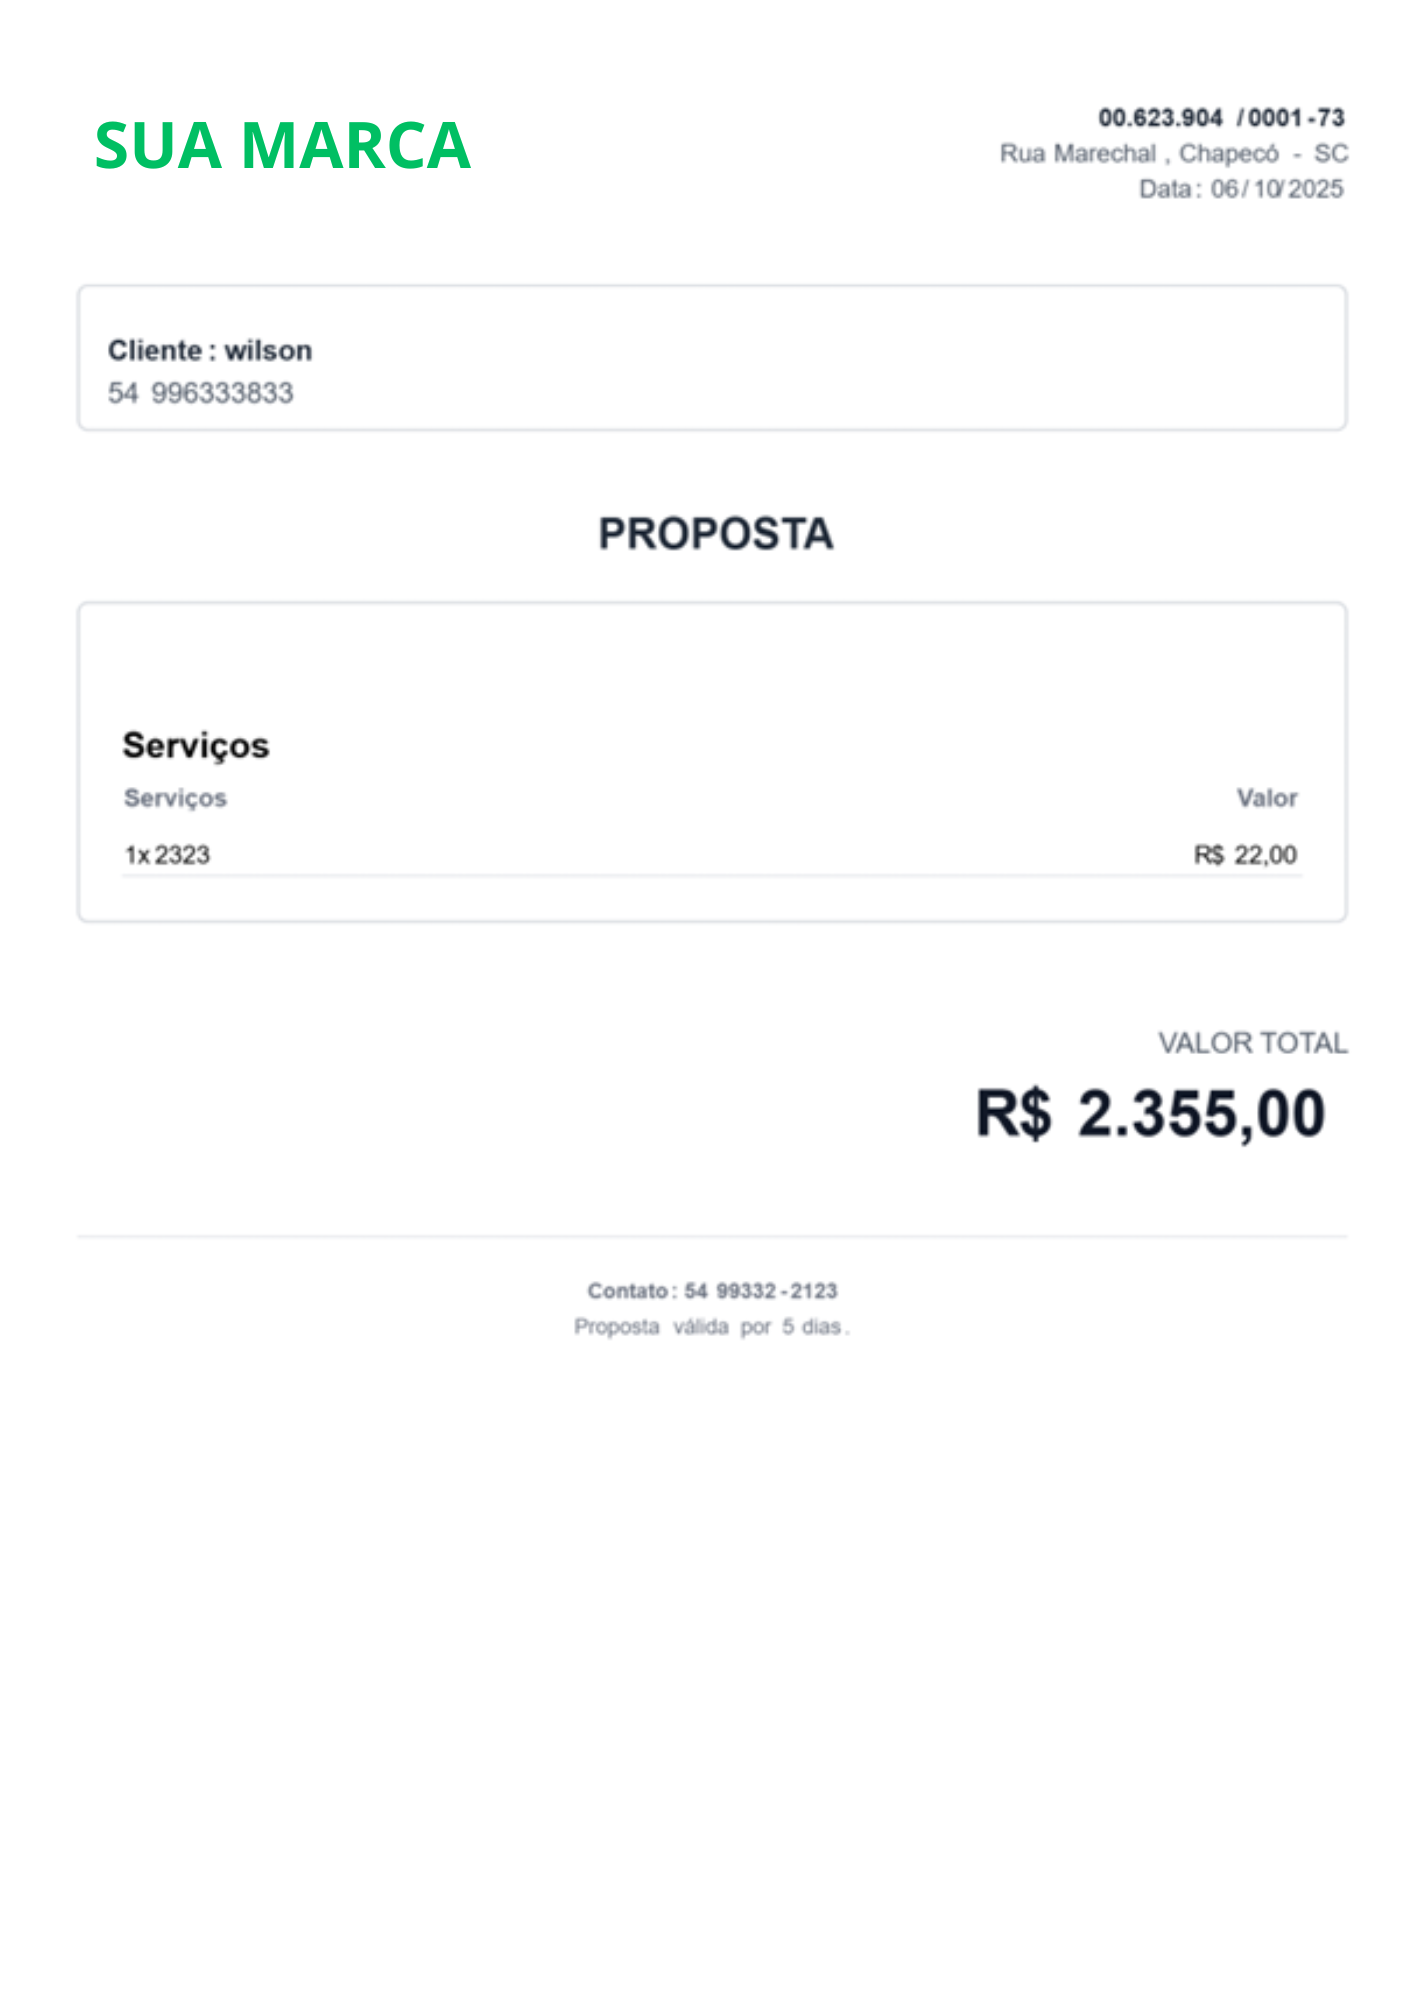 SUA MARCA
00.623.904 /0001-73
Rua Marechal , Chapecó - SC
Data: 06/10/2025
Cliente: wilson
54 996333833
PROPOSTA
Serviços
Serviços Valor
1x 2323 R$ 22,00
VALOR TOTAL
R$ 2.355,00
Contato: 54 99332-2123
Proposta válida por 5 dias.